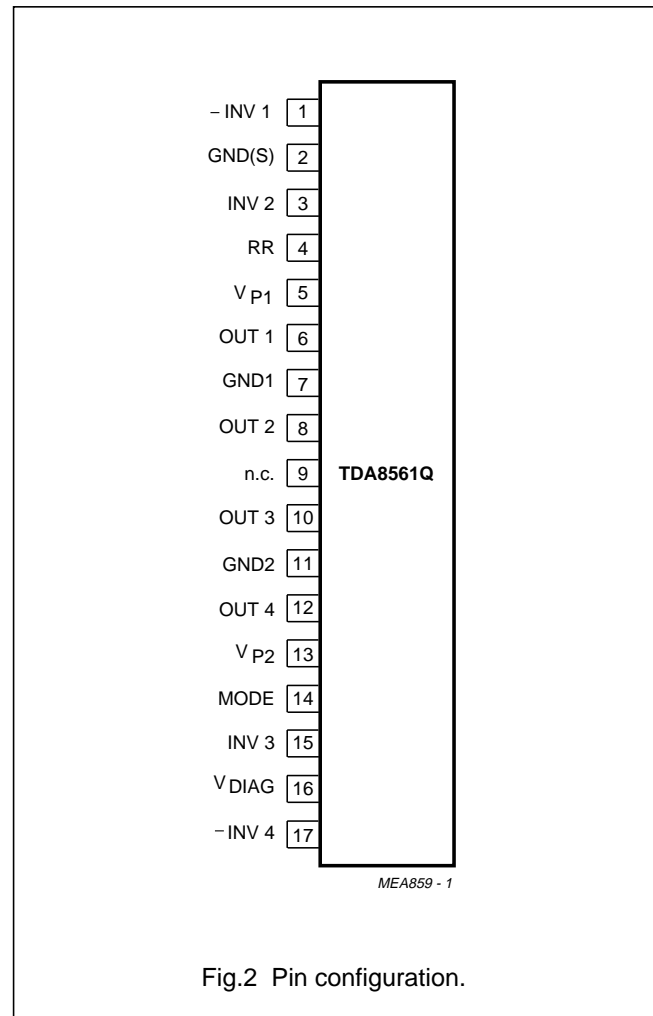 – INV 1 1
GND(S) 2
INV 2 3
RR 4
V P1 5
OUT 1 6
GND1 7
OUT 2 8
n.c. 9 TDA8561Q
OUT 3 10
GND2 11
OUT 4 12
V P2 13
MODE 14
INV 3 15
V DIAG 16
– INV 4 17
MEA859 - 1
Fig.2 Pin configuration.